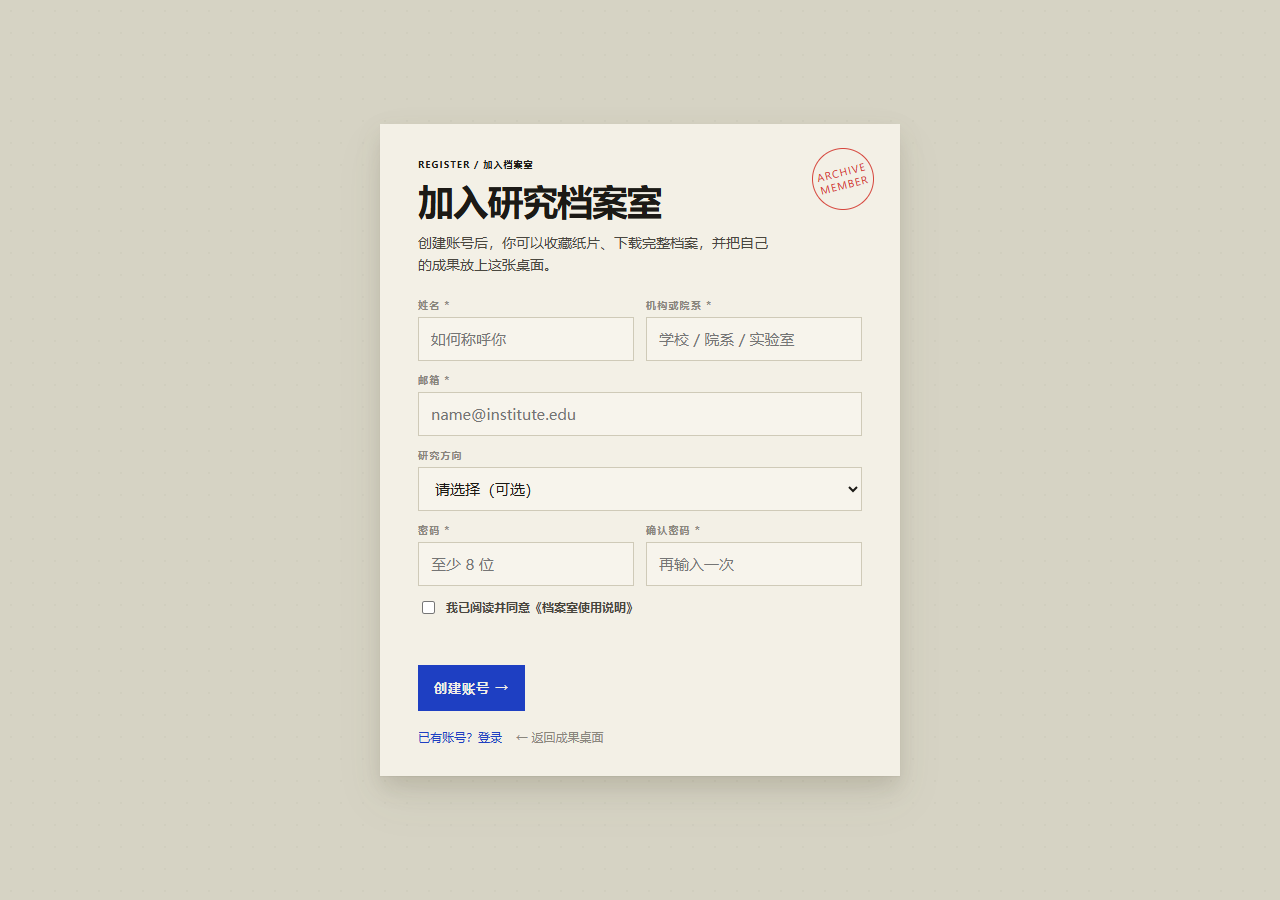 REGISTER / 加入档案室
ARCHIVE
MEMBER
加入研究档案室
创建账号后，你可以收藏纸片、下载完整档案，并把自己
的成果放上这张桌面。
姓名 *
机构或院系 *
如何称呼你
学校 / 院系 / 实验室
邮箱 *
name@institute.edu
研究方向
请选择（可选）
密码 *
确认密码 *
至少 8 位
再输入一次
我已阅读并同意《档案室使用说明》
创建账号 →
已有账号？登录 ← 返回成果桌面